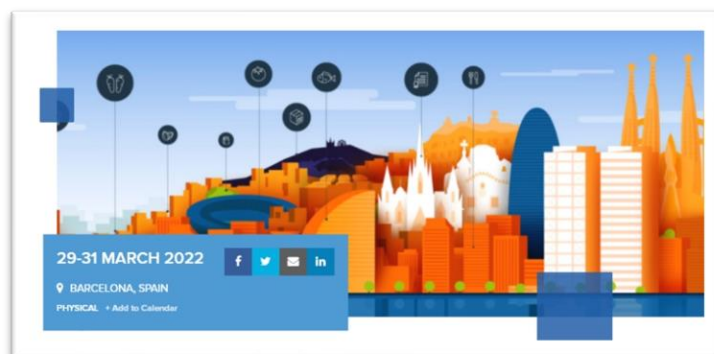 29-31 MARCH 2022
BARCELONA, SPAIN
PHYSICAL + Add to Calendar